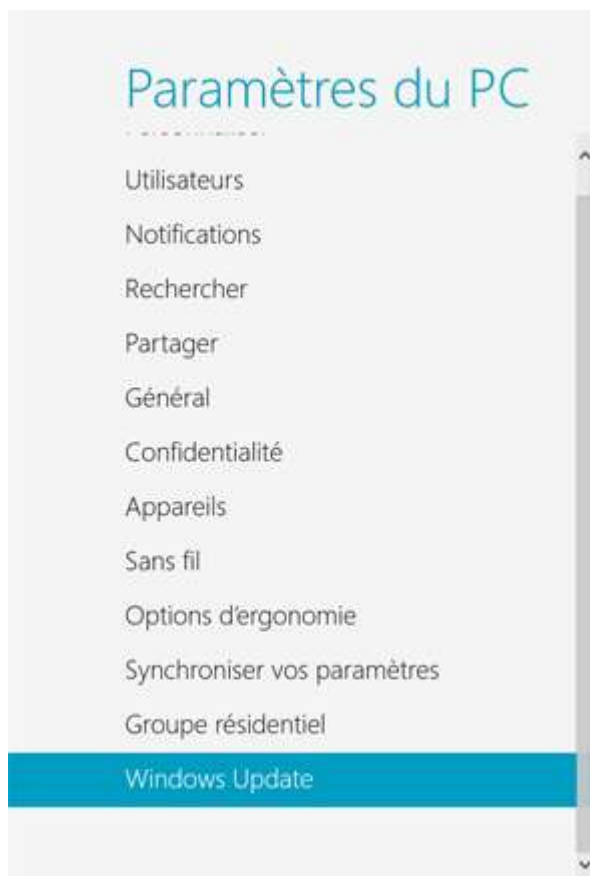 Paramètres du PC
Utilisateurs
Notifications
Rechercher
Partager
Général
Confidentialité
Appareils
Sans fil
Options d'ergonomie
Synchroniser vos paramètres
Groupe résidentiel
Windows Update